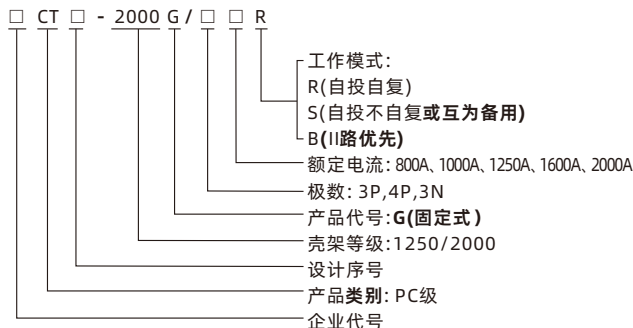 □ CT □ - 2000 G / □ □ R
工作模式:
R(自投自复)
S(自投不自复或互为备用)
B(II路优先)
额定电流: 800A、1000A、1250A、1600A、2000A
极数: 3P,4P,3N
产品代号:G(固定式)
壳架等级:1250/2000
设计序号
产品类别: PC级
企业代号